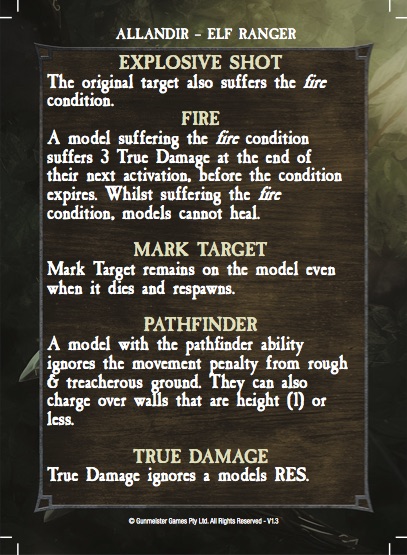 ALLANDIR – ELF RANGER
EXPLOSIVE SHOT
The original target also suffers the fire
condition.
FIRE
A model suffering the fire condition
suffers 3 True Damage at the end of
their next activation, before the condition
expires. Whilst suffering the fire
condition, models cannot heal.
MARK TARGET
Mark Target remains on the model even
when it dies and respawns.
PATHFINDER
A model with the pathfinder ability
ignores the movement penalty from rough
& treacherous ground. They can also
charge over walls that are height (1) or
less.
TRUE DAMAGE
True Damage ignores a models RES.
© Gunmeister Games Pty Ltd. All Rights Reserved - V1.3